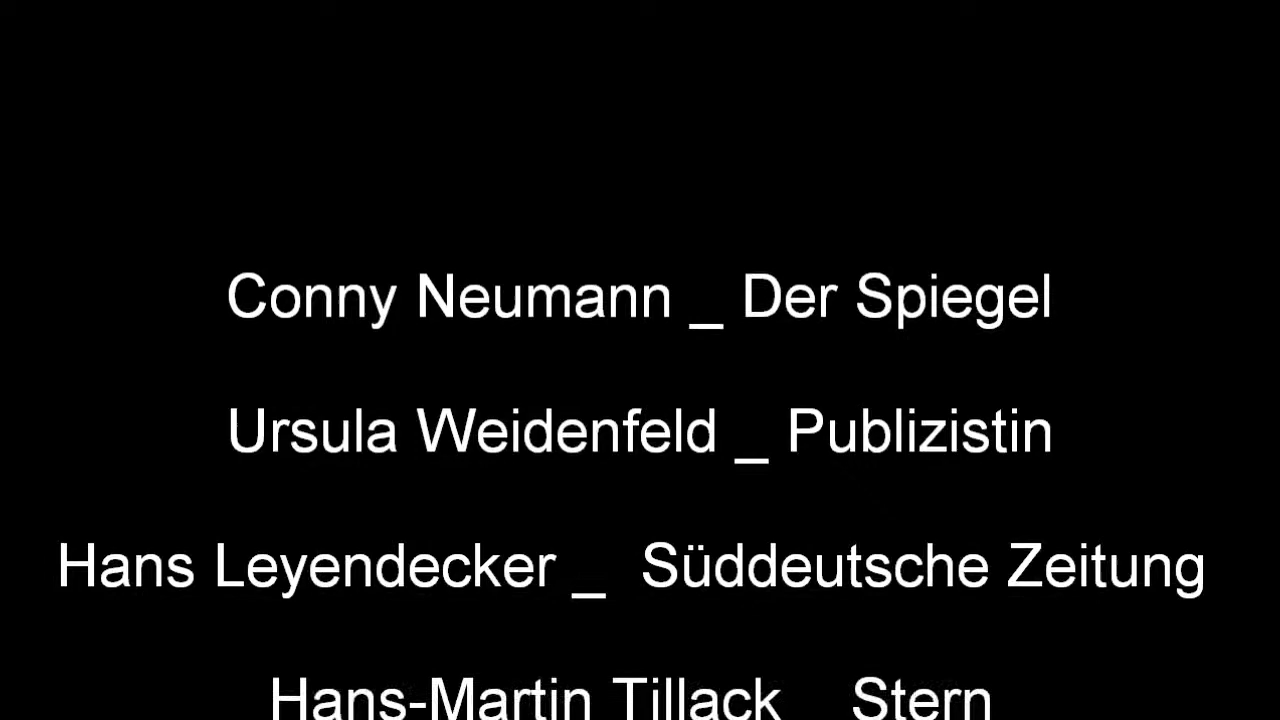 Conny Neumann _ Der Spiegel
Ursula Weidenfeld _ Publizistin
Hans Leyendecker _ Süddeutsche Zeitung
Hans-Martin Tillack Stern